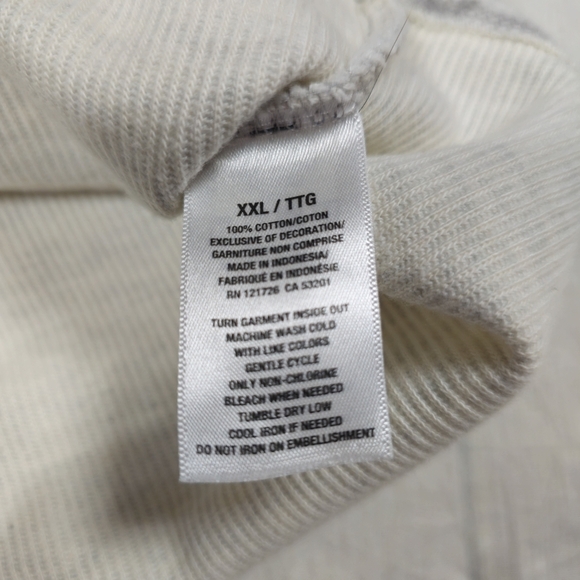 XXL / TTG
100% COTTON/COTON
EXCLUSIVE OF DECORATION/
GARNITURE NON COMPRISE
MADE IN INDONESIA/
FABRIQUÉ EN INDONÉSIE
RN 121726 CA 53201
TURN GARMENT INSIDE OUT
MACHINE WASH COLD
WITH LIKE COLORS
GENTLE CYCLE
ONLY NON-CHLORINE
BLEACH WHEN NEEDED
TUMBLE DRY LOW
COOL IRON IF NEEDED
DO NOT IRON ON EMBELLISHMENT